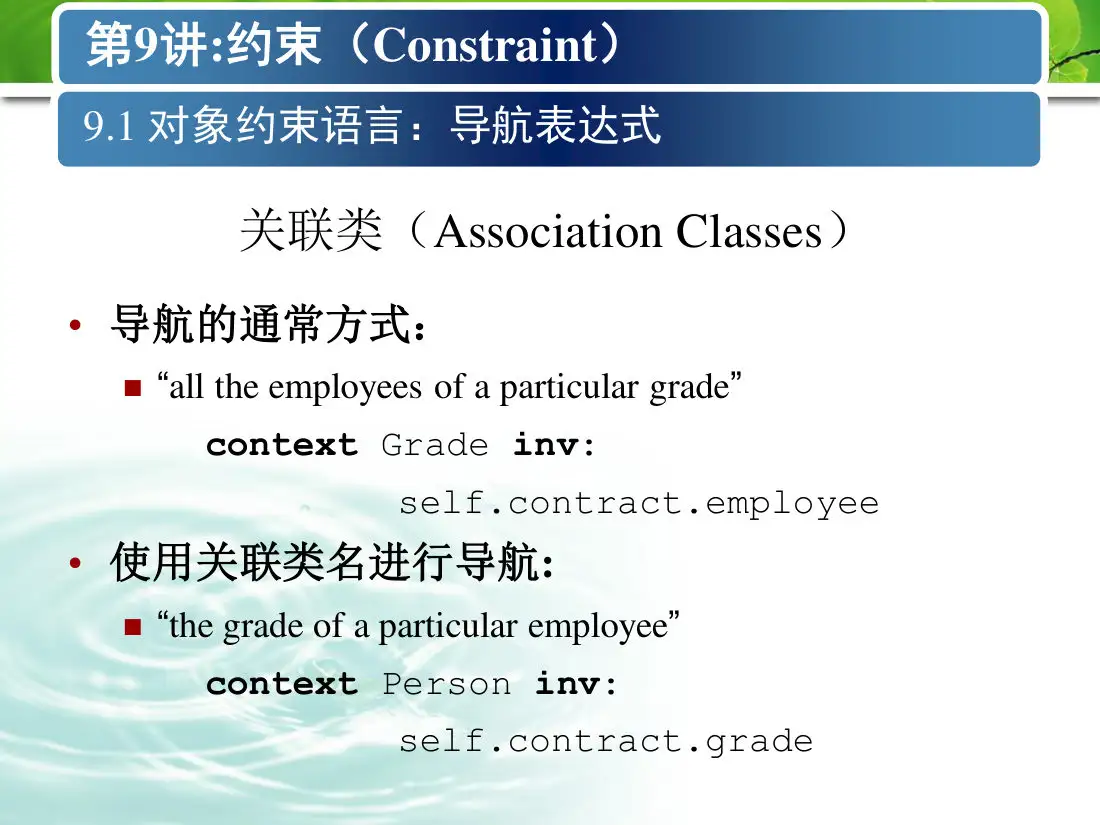 第9讲:约束（Constraint）
9.1 对象约束语言：导航表达式
关联类（Association Classes）
• 导航的通常方式：
■ “all the employees of a particular grade”
context Grade inv:
self.contract.employee
• 使用关联类名进行导航：
■ “the grade of a particular employee”
context Person inv:
self.contract.grade